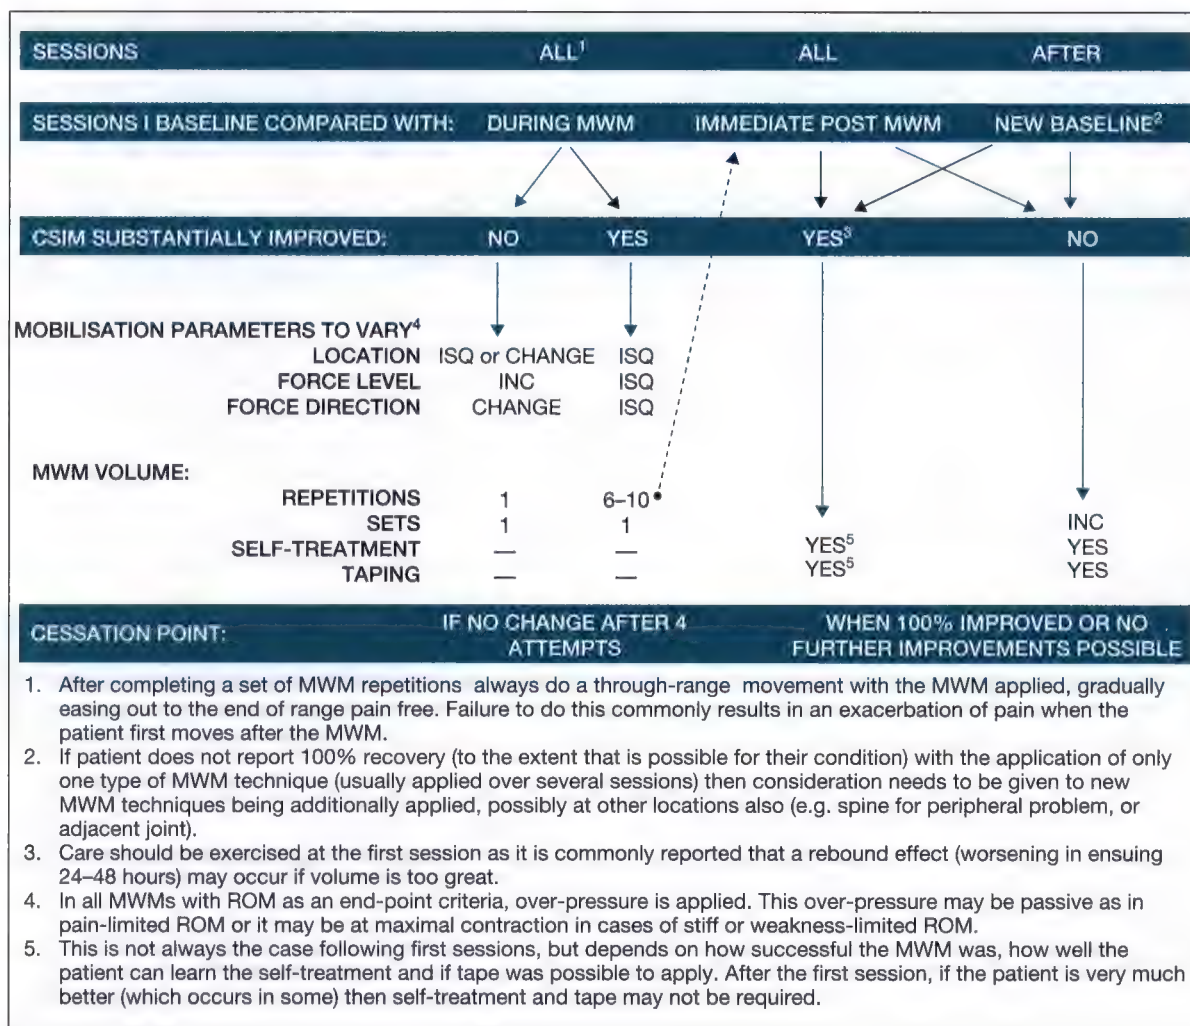 SESSIONS ALL¹ ALL AFTER
SESSIONS I BASELINE COMPARED WITH: DURING MWM IMMEDIATE POST MWM NEW BASELINE²
CSIM SUBSTANTIALLY IMPROVED: NO YES YES³ NO
MOBILISATION PARAMETERS TO VARY⁴
LOCATION ISQ or CHANGE ISQ
FORCE LEVEL INC ISQ
FORCE DIRECTION CHANGE ISQ
MWM VOLUME:
REPETITIONS 1 6–10
SETS 1 1 INC
SELF-TREATMENT — — YES⁵ YES
TAPING — — YES⁵ YES
CESSATION POINT: IF NO CHANGE AFTER 4 WHEN 100% IMPROVED OR NO
ATTEMPTS FURTHER IMPROVEMENTS POSSIBLE
1. After completing a set of MWM repetitions always do a through-range movement with the MWM applied, gradually
easing out to the end of range pain free. Failure to do this commonly results in an exacerbation of pain when the
patient first moves after the MWM.
2. If patient does not report 100% recovery (to the extent that is possible for their condition) with the application of only
one type of MWM technique (usually applied over several sessions) then consideration needs to be given to new
MWM techniques being additionally applied, possibly at other locations also (e.g. spine for peripheral problem, or
adjacent joint).
3. Care should be exercised at the first session as it is commonly reported that a rebound effect (worsening in ensuing
24–48 hours) may occur if volume is too great.
4. In all MWMs with ROM as an end-point criteria, over-pressure is applied. This over-pressure may be passive as in
pain-limited ROM or it may be at maximal contraction in cases of stiff or weakness-limited ROM.
5. This is not always the case following first sessions, but depends on how successful the MWM was, how well the
patient can learn the self-treatment and if tape was possible to apply. After the first session, if the patient is very much
better (which occurs in some) then self-treatment and tape may not be required.